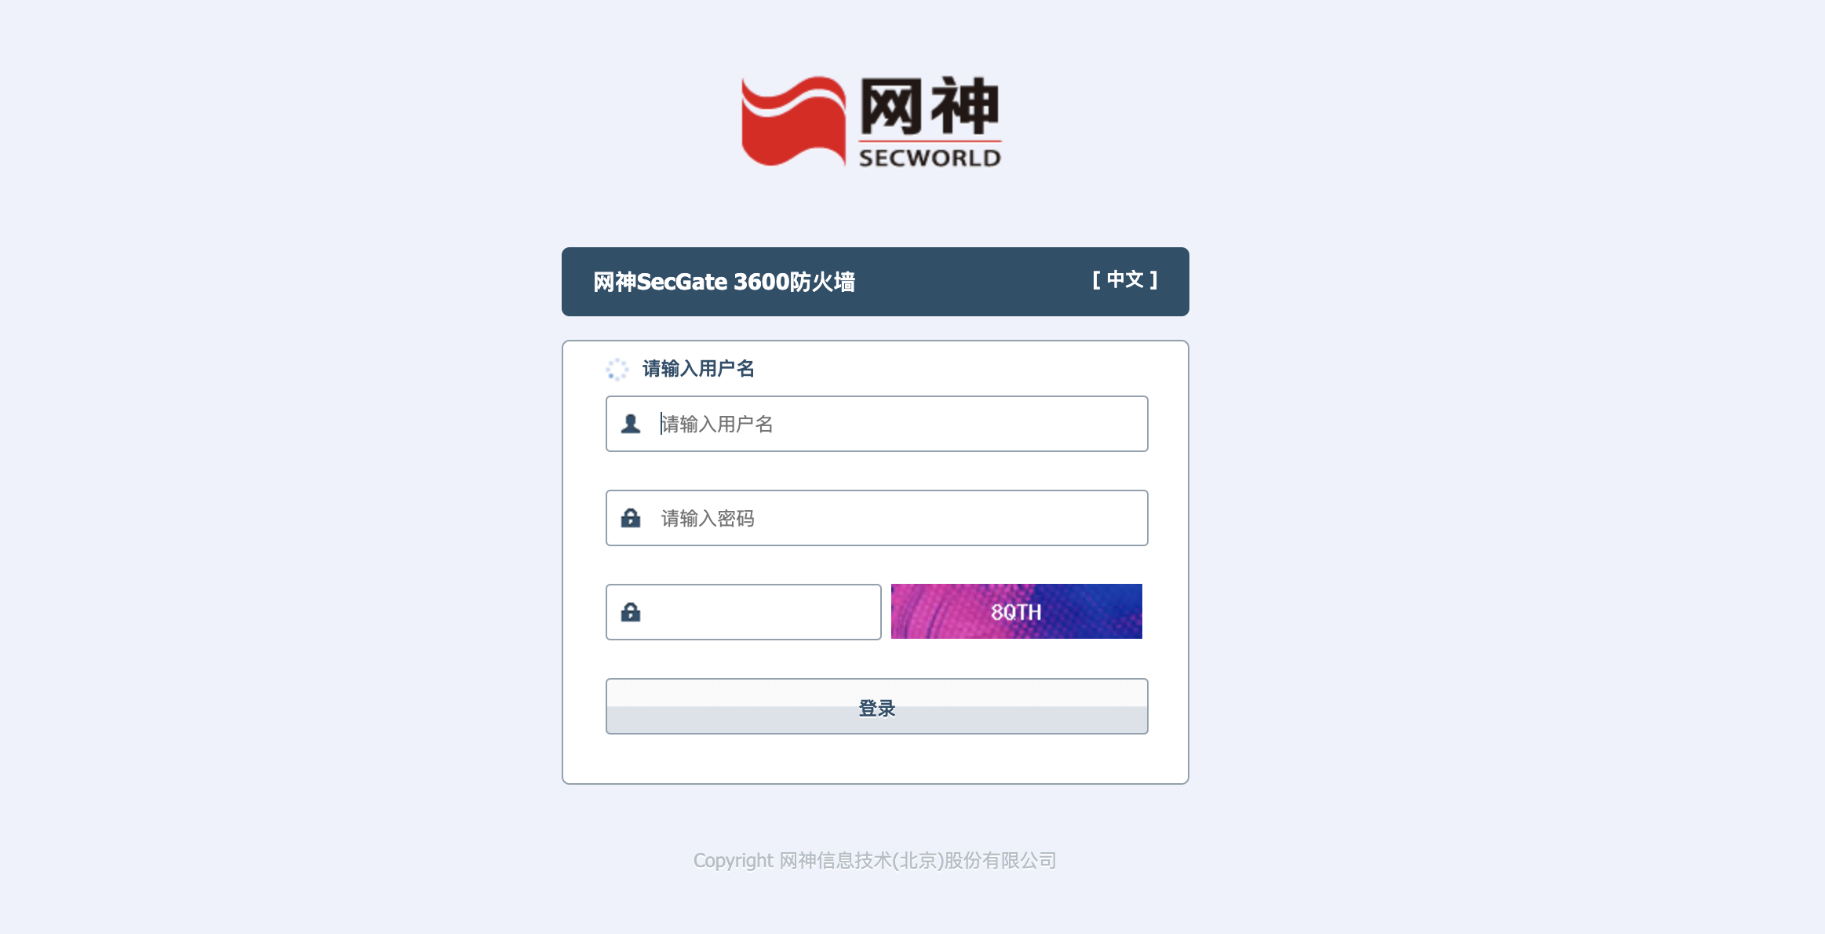 网神
SECWORLD
网神SecGate 3600防火墙
[ 中文 ]
请输入用户名
请输入用户名
请输入密码
8QTH
登录
Copyright 网神信息技术(北京)股份有限公司